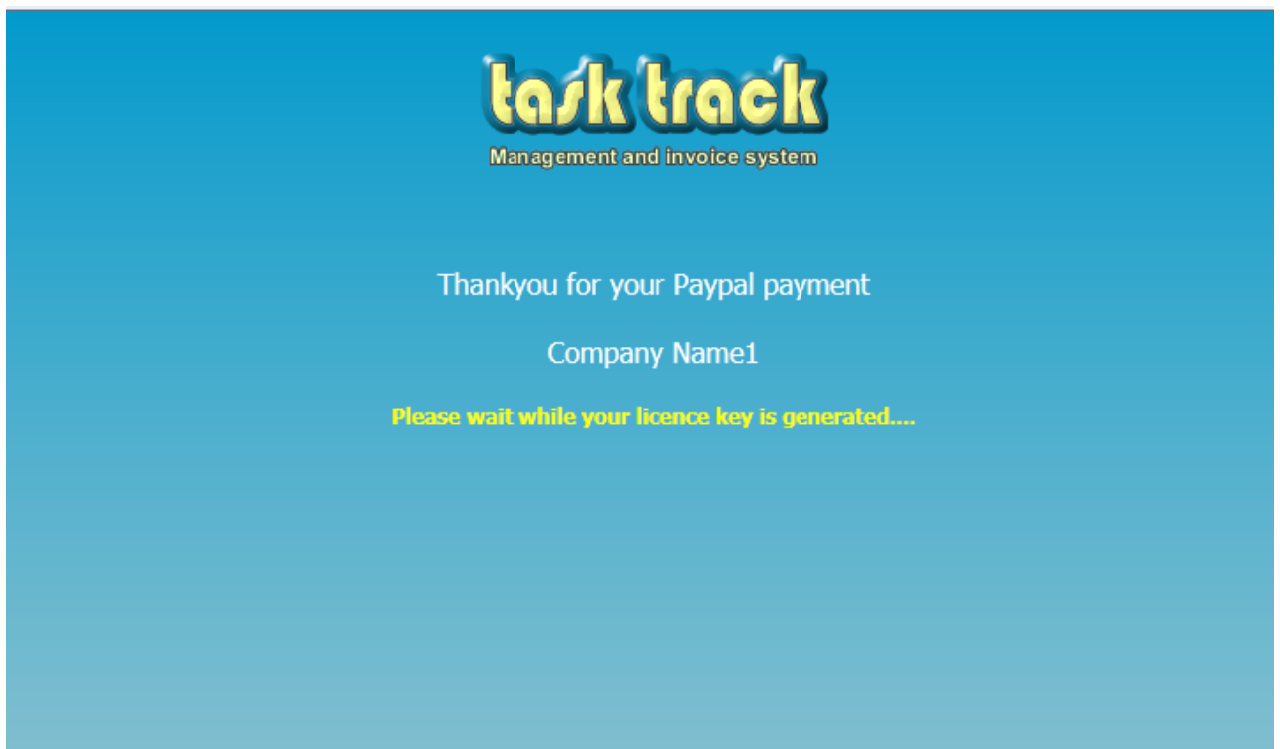 task track
Management and invoice system
Thankyou for your Paypal payment
Company Name1
Please wait while your licence key is generated....